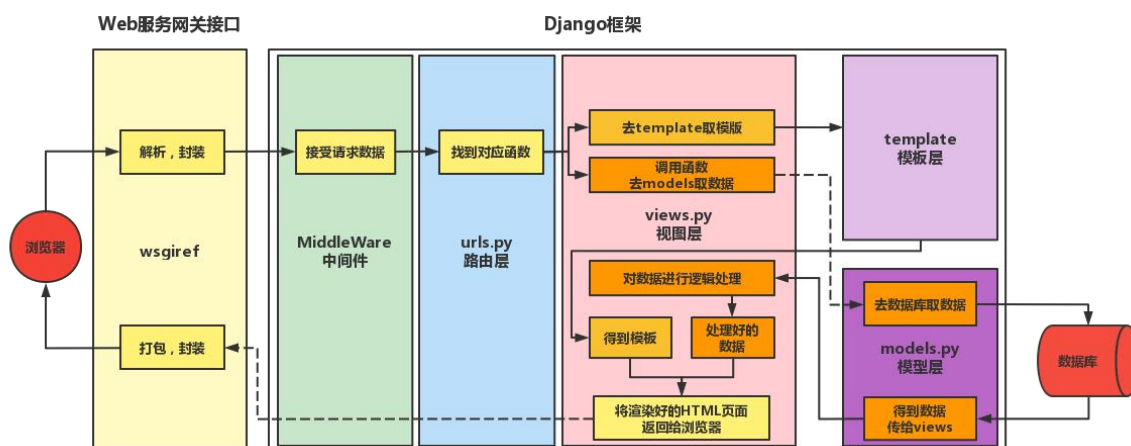 Web服务网关接口
Django框架
解析，封装
接受请求数据
找到对应函数
去template取模版
调用函数
去models取数据
template
模板层
浏览器
wsgiref
MiddleWare
中间件
urls.py
路由层
views.py
视图层
对数据进行逻辑处理
去数据库取数据
打包，封装
得到模板
处理好的
数据
models.py
模型层
数据库
将渲染好的HTML页面
返回给浏览器
得到数据
传给views